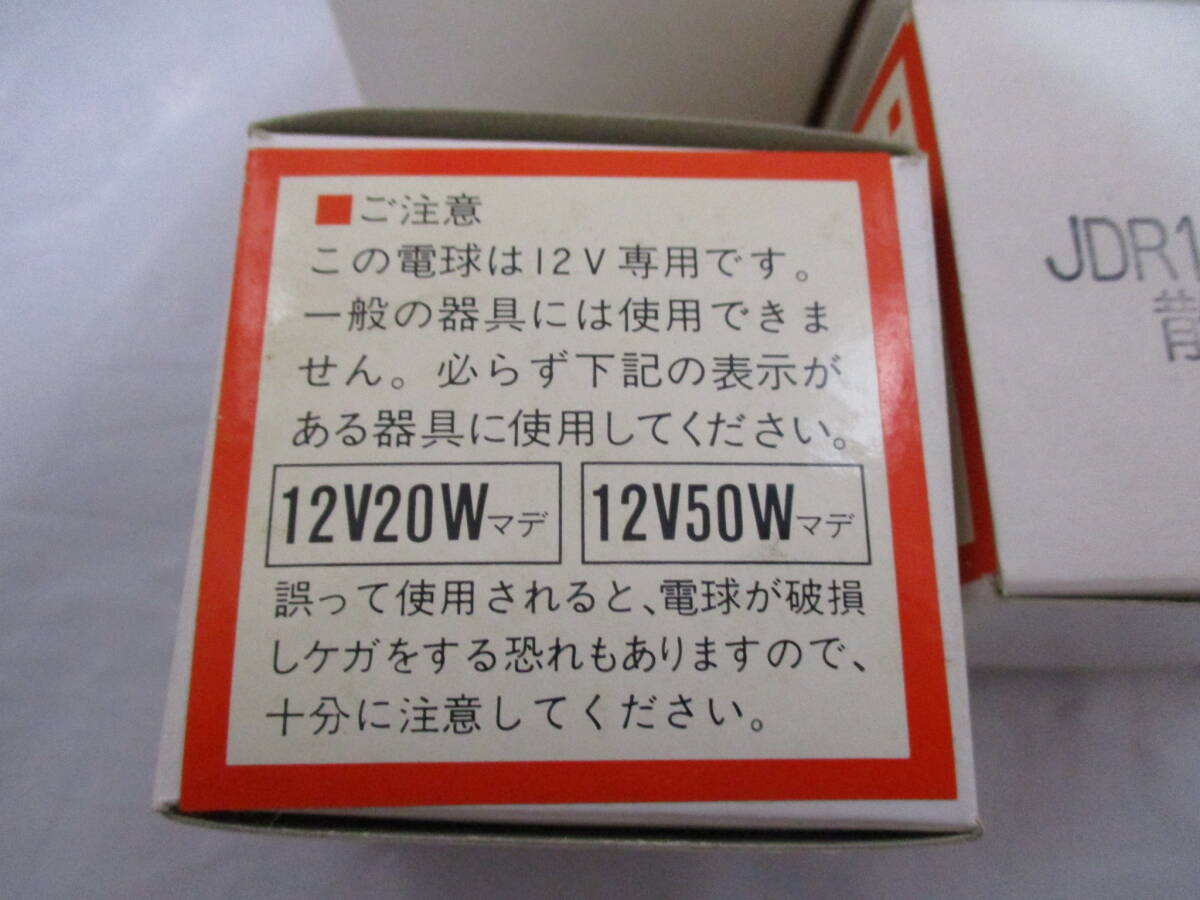 ■ご注意
この電球は12V専用です。
一般の器具には使用できま
せん。必らず下記の表示が
ある器具に使用してください。
12V20Wマデ 12V50Wマデ
誤って使用されると、電球が破損
しケガをする恐れもありますので、
十分に注意してください。
JDR1
散